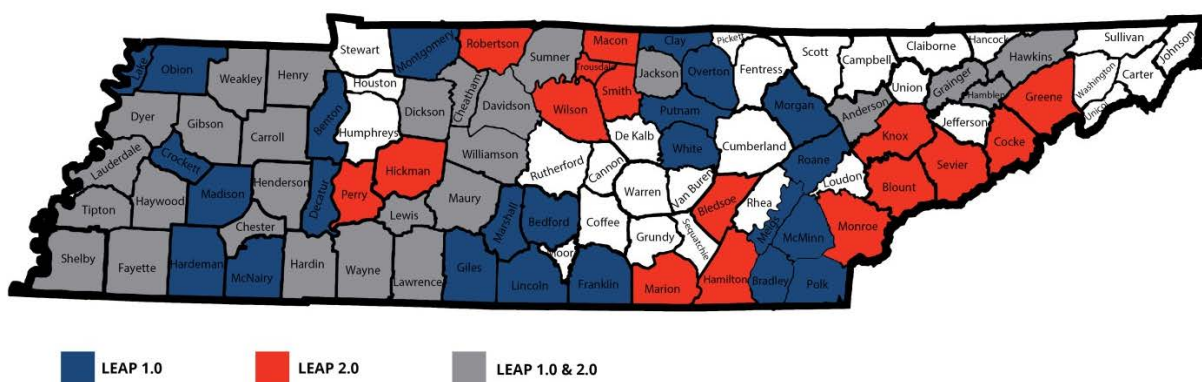 Lake
Obion
Weakley
Henry
Stewart
Montgomery
Robertson
Sumner
Macon
Trousdale
Clay
Pickett
Scott
Campbell
Claiborne
Hancock
Hawkins
Sullivan
Johnson
Houston
Jackson
Overton
Fentress
Union
Grainger
Hamblen
Washington
Carter
Unicoi
Dyer
Gibson
Carroll
Benton
Humphreys
Dickson
Cheatham
Davidson
Wilson
Smith
Putnam
Morgan
Anderson
Knox
Jefferson
Greene
Cocke
Sevier
Lauderdale
Crockett
Madison
Henderson
Decatur
Perry
Hickman
Williamson
Rutherford
Cannon
De Kalb
White
Cumberland
Roane
Loudon
Blount
Tipton
Haywood
Chester
Lewis
Maury
Marshall
Bedford
Coffee
Warren
Van Buren
Bledsoe
Rhea
Meigs
McMinn
Monroe
Shelby
Fayette
Hardeman
McNairy
Hardin
Wayne
Lawrence
Giles
Lincoln
Franklin
Grundy
Sequatchie
Marion
Hamilton
Bradley
Polk
LEAP 1.0
LEAP 2.0
LEAP 1.0 & 2.0